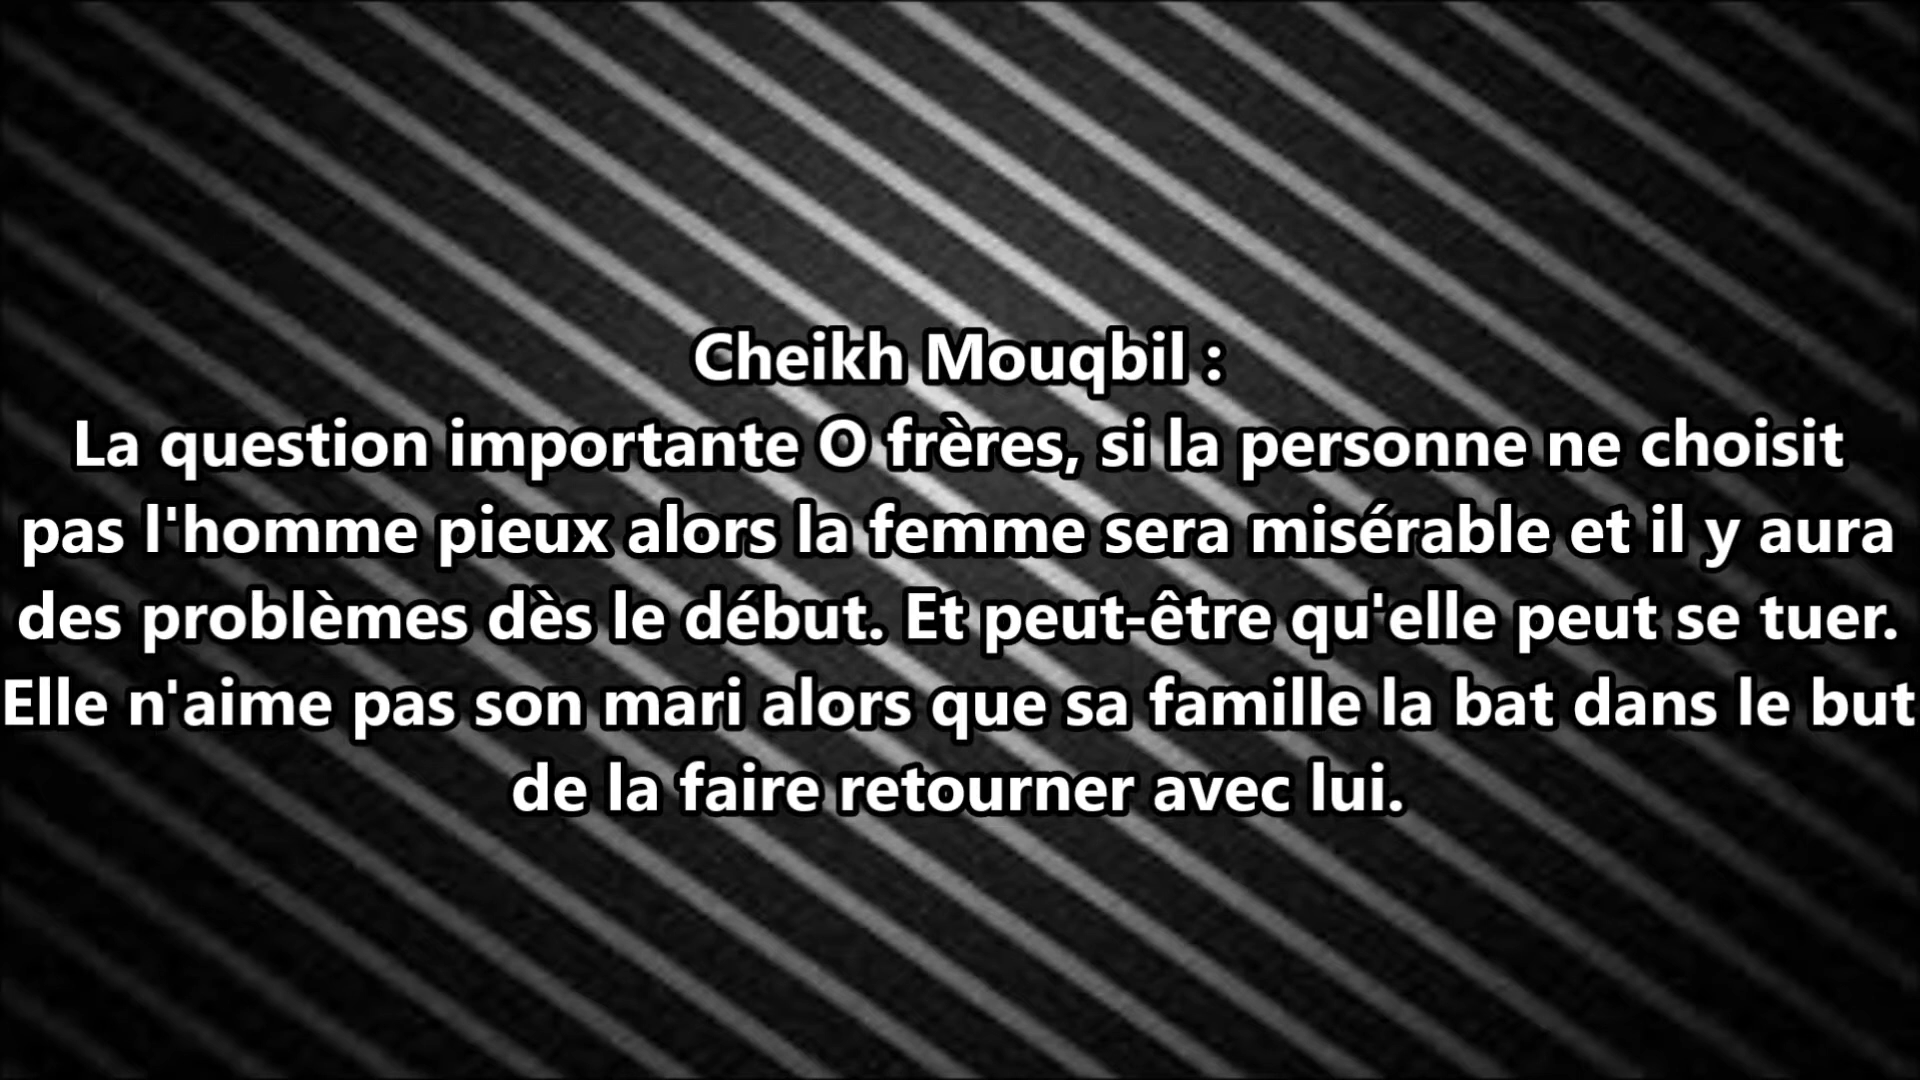 Cheikh Mouqbil :
La question importante O frères, si la personne ne choisit
pas l'homme pieux alors la femme sera misérable et il y aura
des problèmes dès le début. Et peut-être qu'elle peut se tuer.
Elle n'aime pas son mari alors que sa famille la bat dans le but
de la faire retourner avec lui.